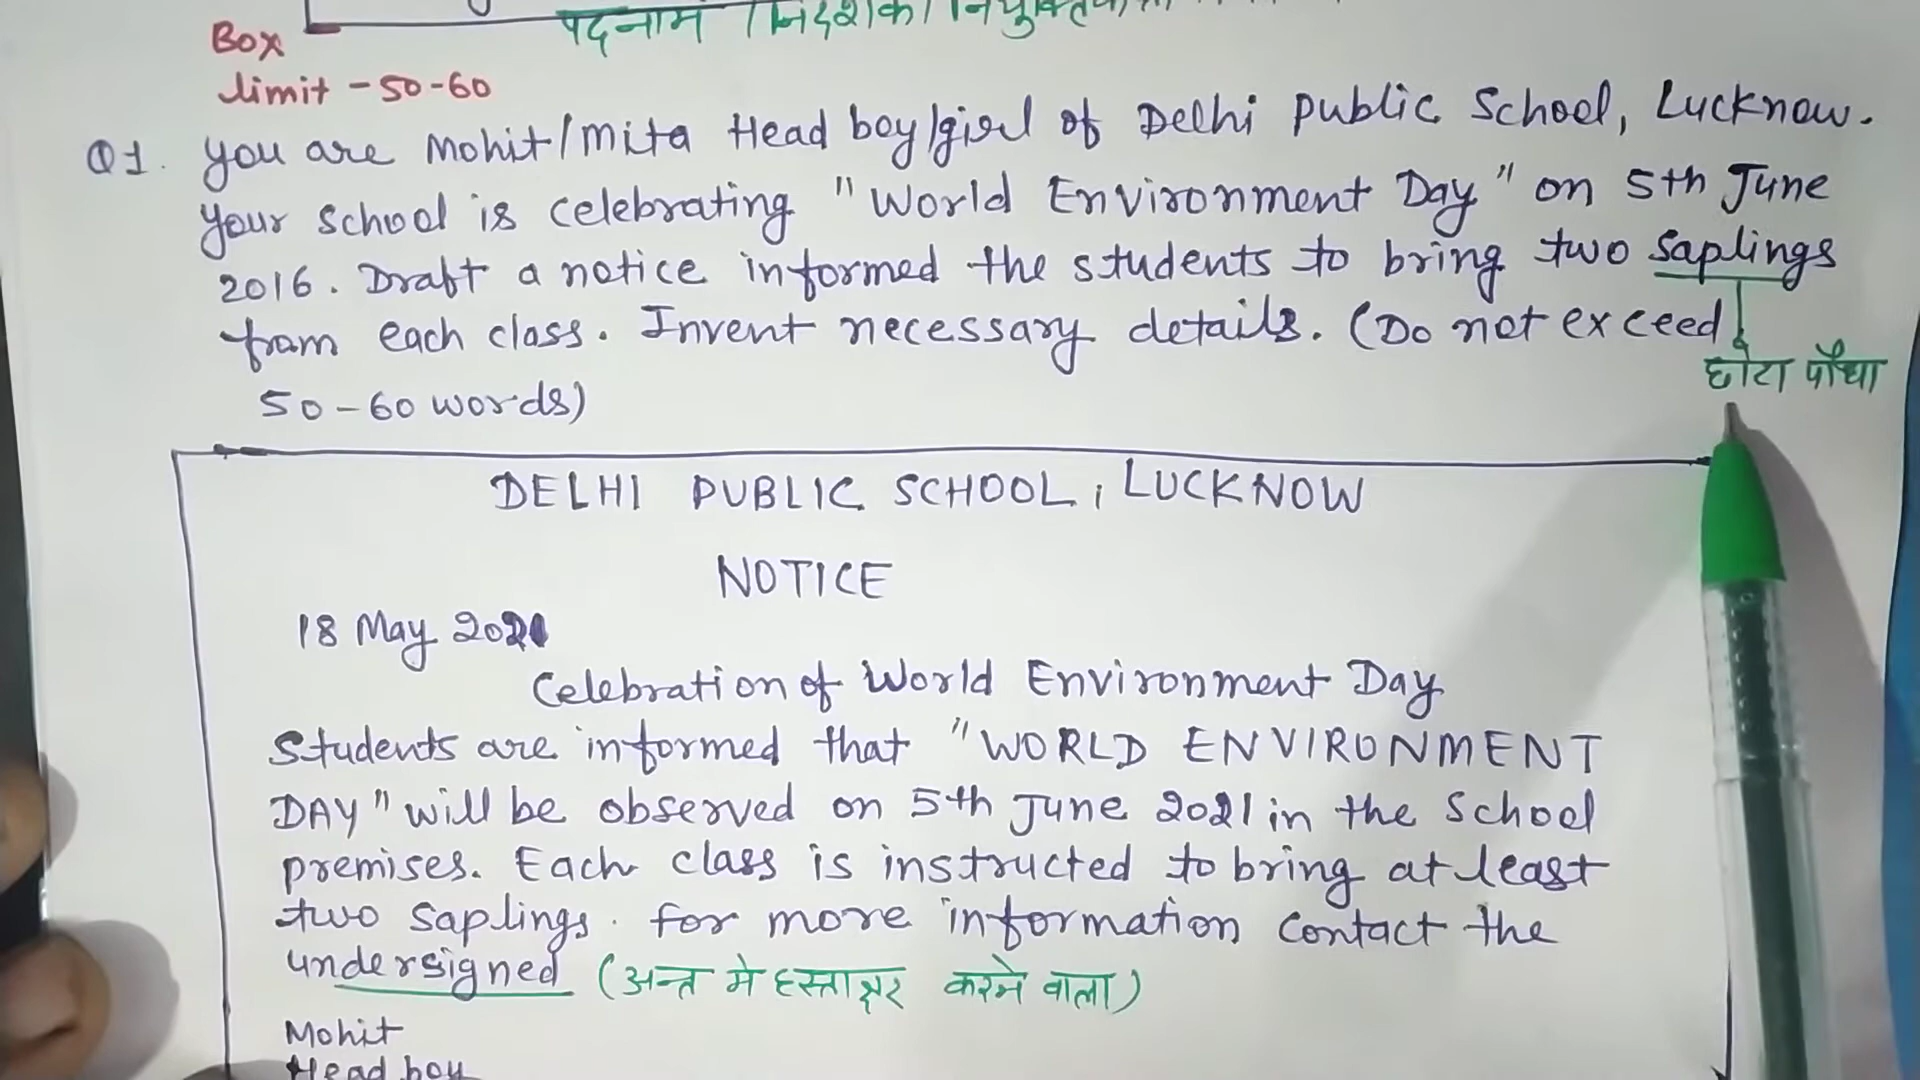 पदनाम / निर्देशक / नियुक्ति
Box
limit - 50-60
Q1. you are Mohit/Mita Head boy/girl of Delhi public School, Lucknow.
your school is celebrating "World Environment Day" on 5th June
2016. Draft a notice informed the students to bring two saplings
from each class. Invent necessary details. (Do not exceed
छोटा पौधा
50-60 words)
DELHI PUBLIC SCHOOL, LUCKNOW
NOTICE
18 May 2021
Celebration of World Environment Day
Students are informed that "WORLD ENVIRONMENT
DAY" will be observed on 5th June 2021 in the School
premises. Each class is instructed to bring at least
two saplings. for more information contact the
undersigned (अन्त मे हस्ताक्षर करने वाला)
Mohit
Head boy